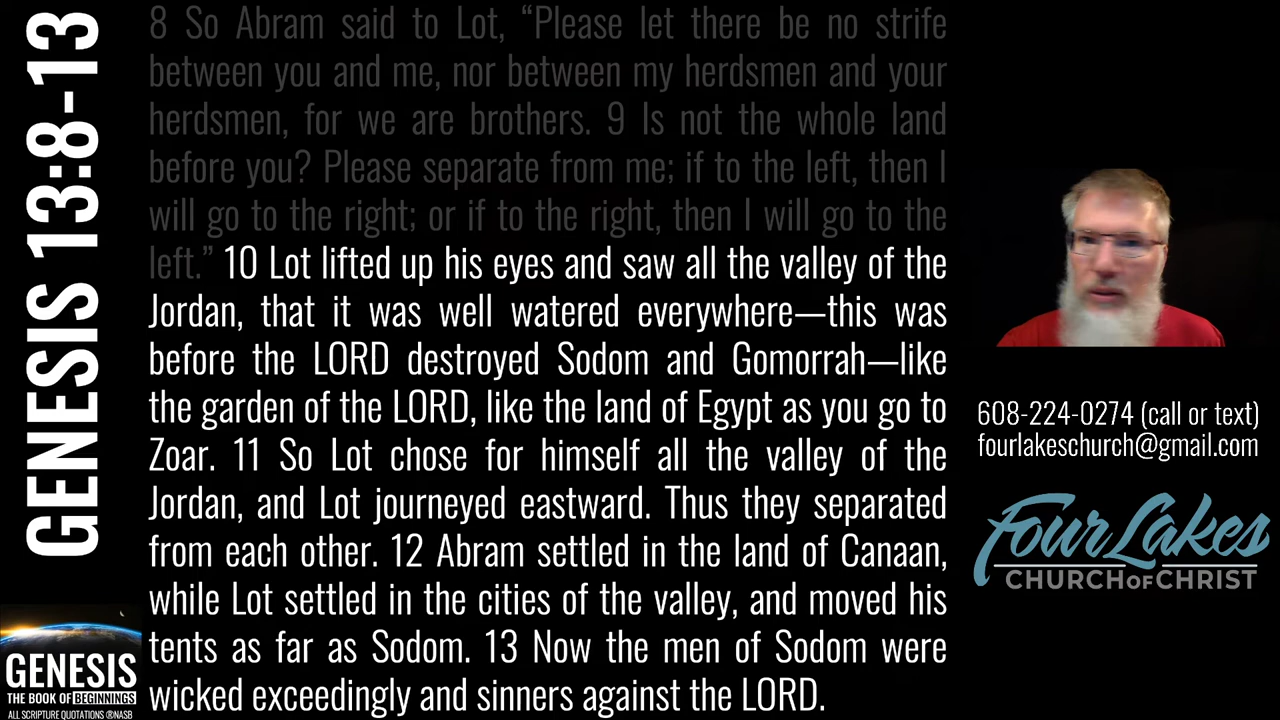 GENESIS 13:8-13
8 So Abram said to Lot, “Please let there be no strife
between you and me, nor between my herdsmen and your
herdsmen, for we are brothers. 9 Is not the whole land
before you? Please separate from me; if to the left, then I
will go to the right; or if to the right, then I will go to the
left.” 10 Lot lifted up his eyes and saw all the valley of the
Jordan, that it was well watered everywhere—this was
before the LORD destroyed Sodom and Gomorrah—like
the garden of the LORD, like the land of Egypt as you go to
Zoar. 11 So Lot chose for himself all the valley of the
Jordan, and Lot journeyed eastward. Thus they separated
from each other. 12 Abram settled in the land of Canaan,
while Lot settled in the cities of the valley, and moved his
tents as far as Sodom. 13 Now the men of Sodom were
wicked exceedingly and sinners against the LORD.
GENESIS
THE BOOK OF BEGINNINGS
ALL SCRIPTURE QUOTATIONS ®NASB
608-224-0274 (call or text)
fourlakeschurch@gmail.com
Four Lakes
CHURCH OF CHRIST